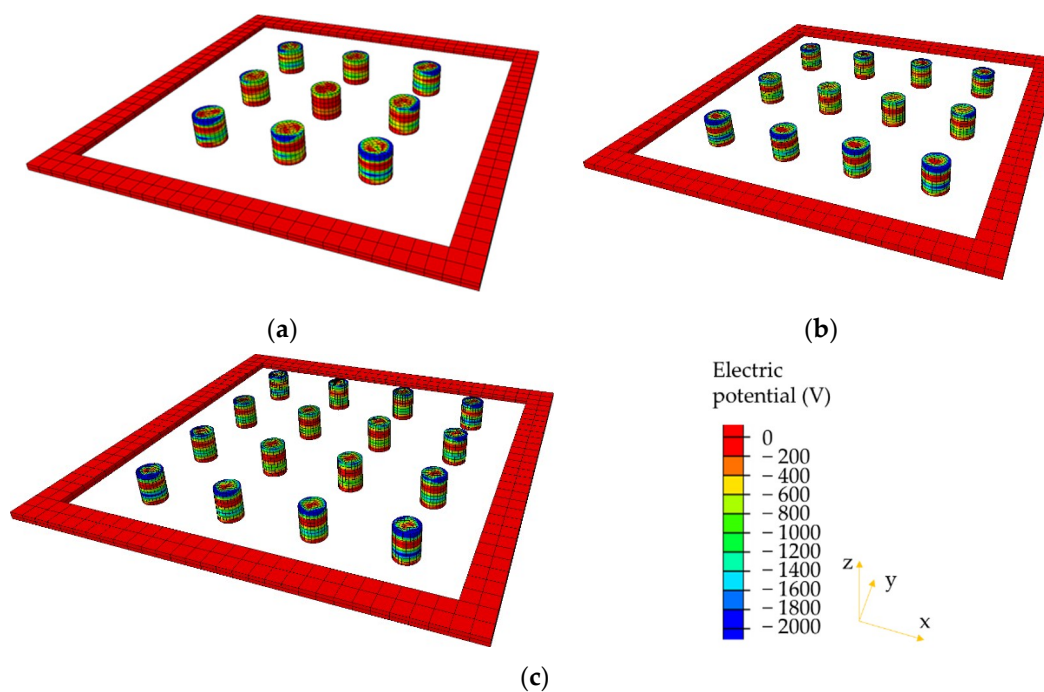 (a)
(b)
Electric
potential (V)
0
− 200
− 400
− 600
− 800
− 1000
− 1200
− 1400
− 1600
− 1800
− 2000
z
y
x
(c)